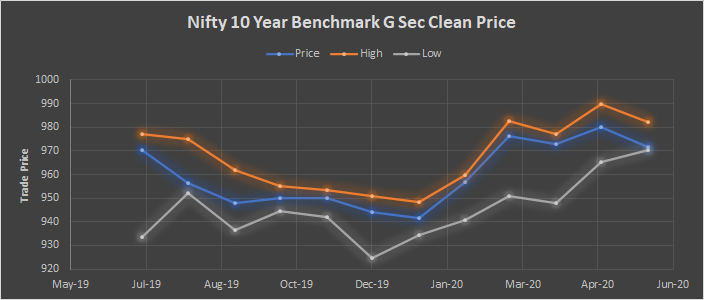 Nifty 10 Year Benchmark G Sec Clean Price
Price High Low
1000
990
980
970
960
950
940
930
920
Trade Price
May-19 Jul-19 Aug-19 Oct-19 Dec-19 Jan-20 Mar-20 Apr-20 Jun-20